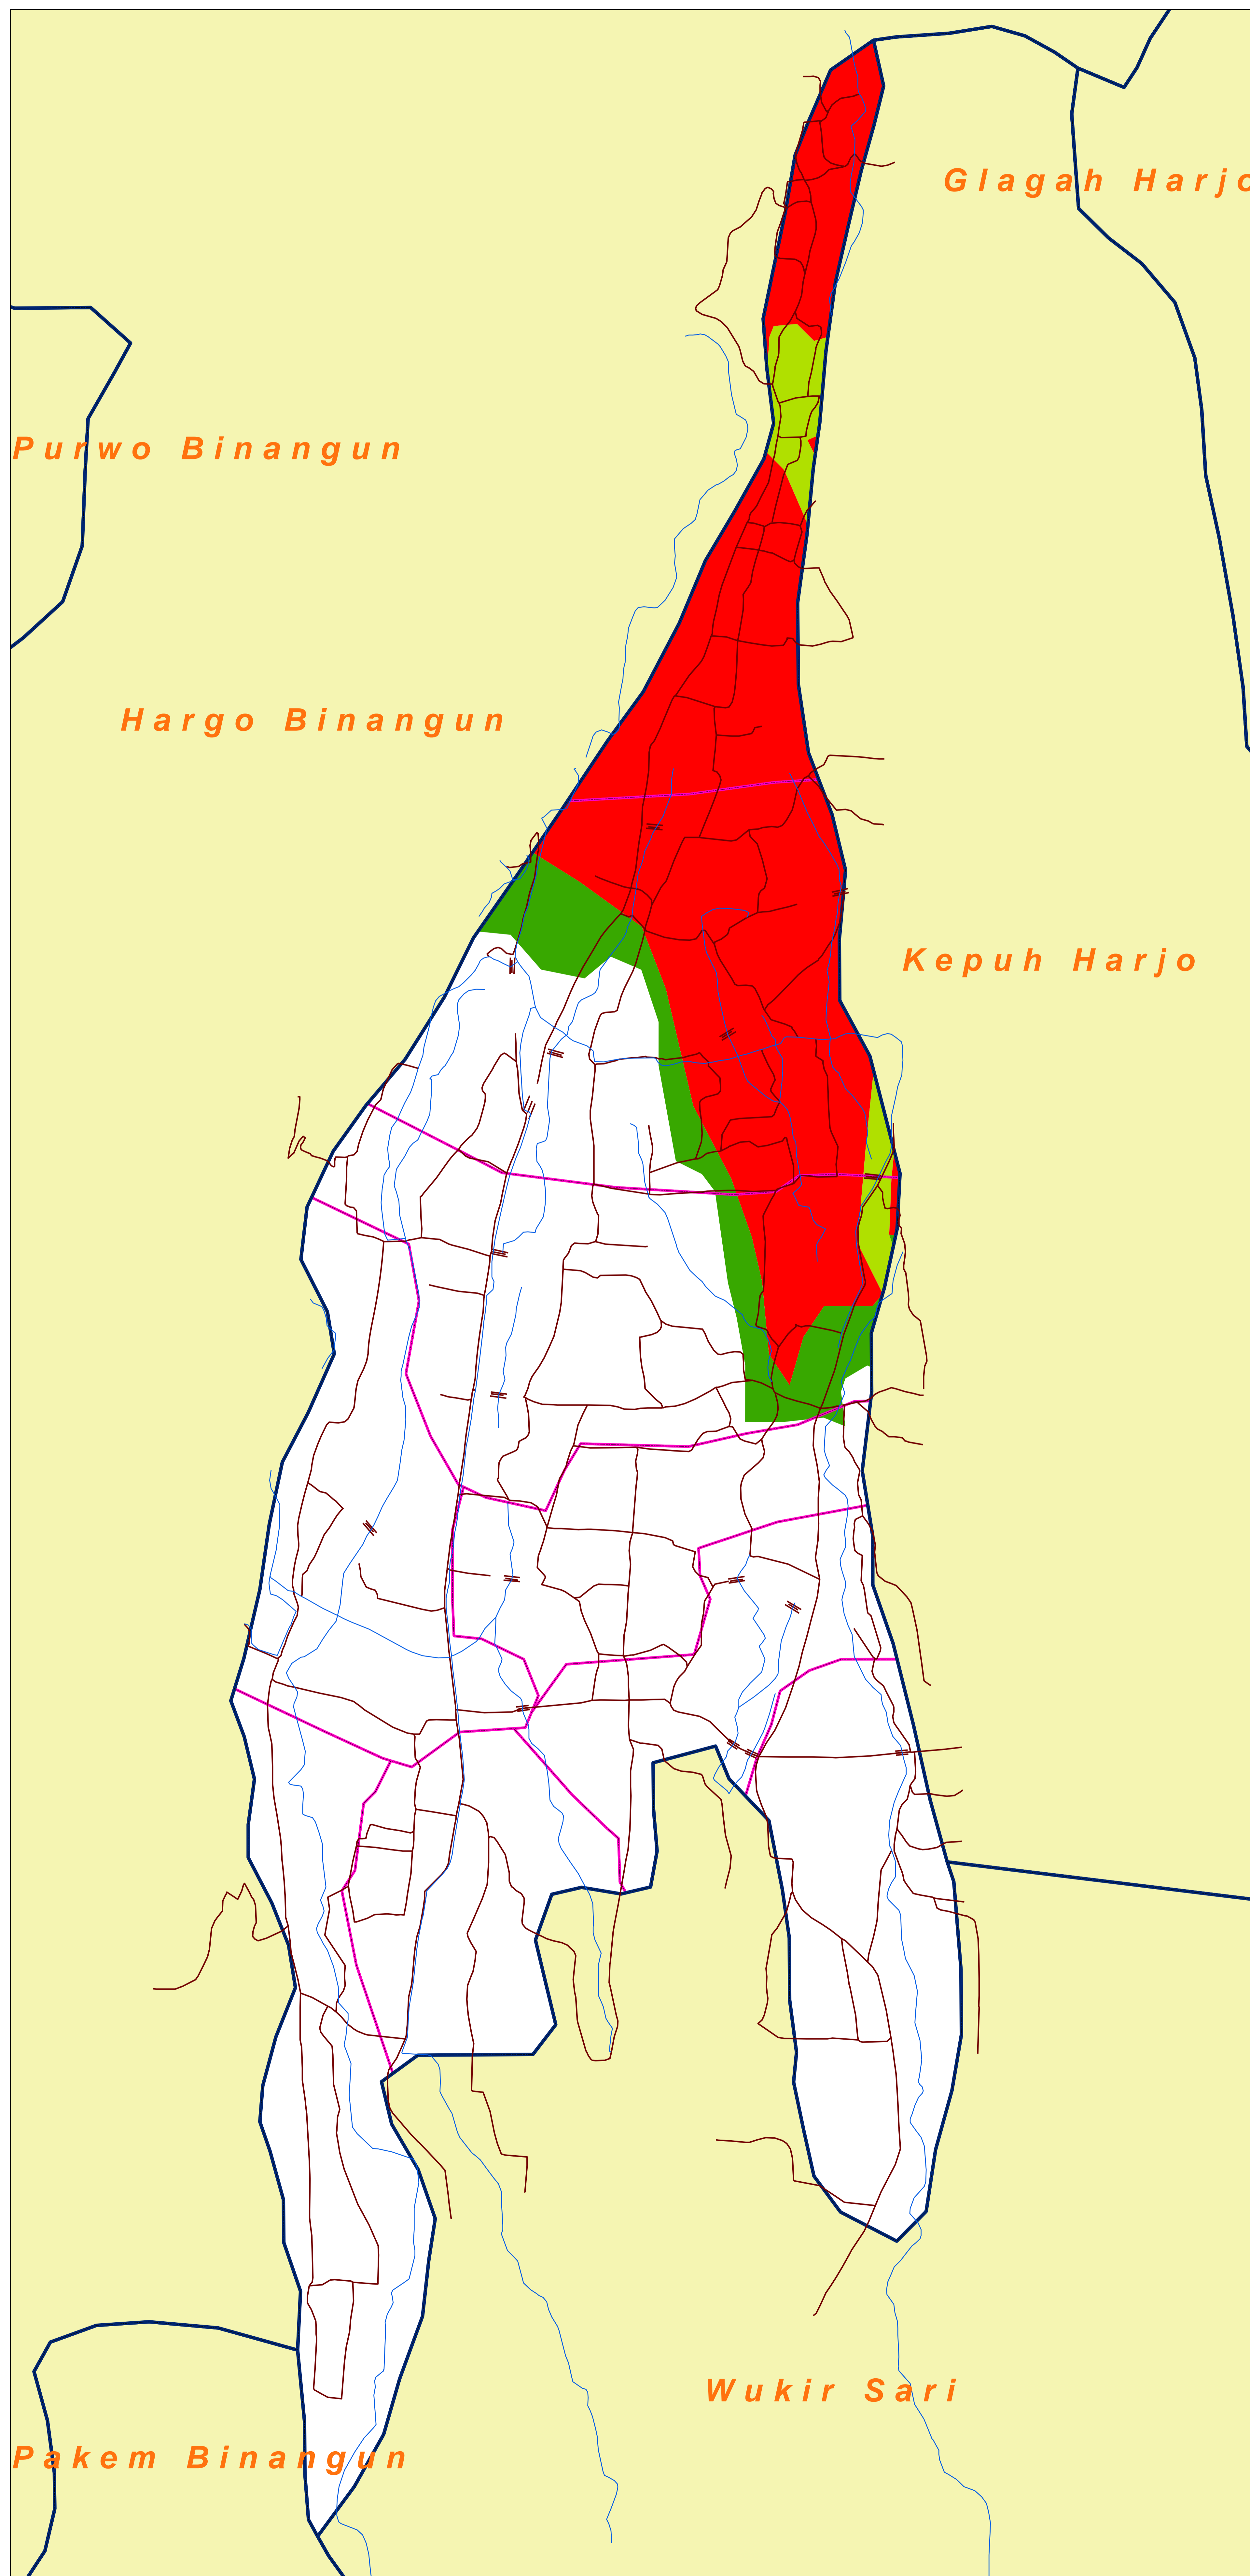 Glagah Harjo
Purwo Binangun
Hargo Binangun
Kepuh Harjo
Wukir Sari
Pakem Binangun